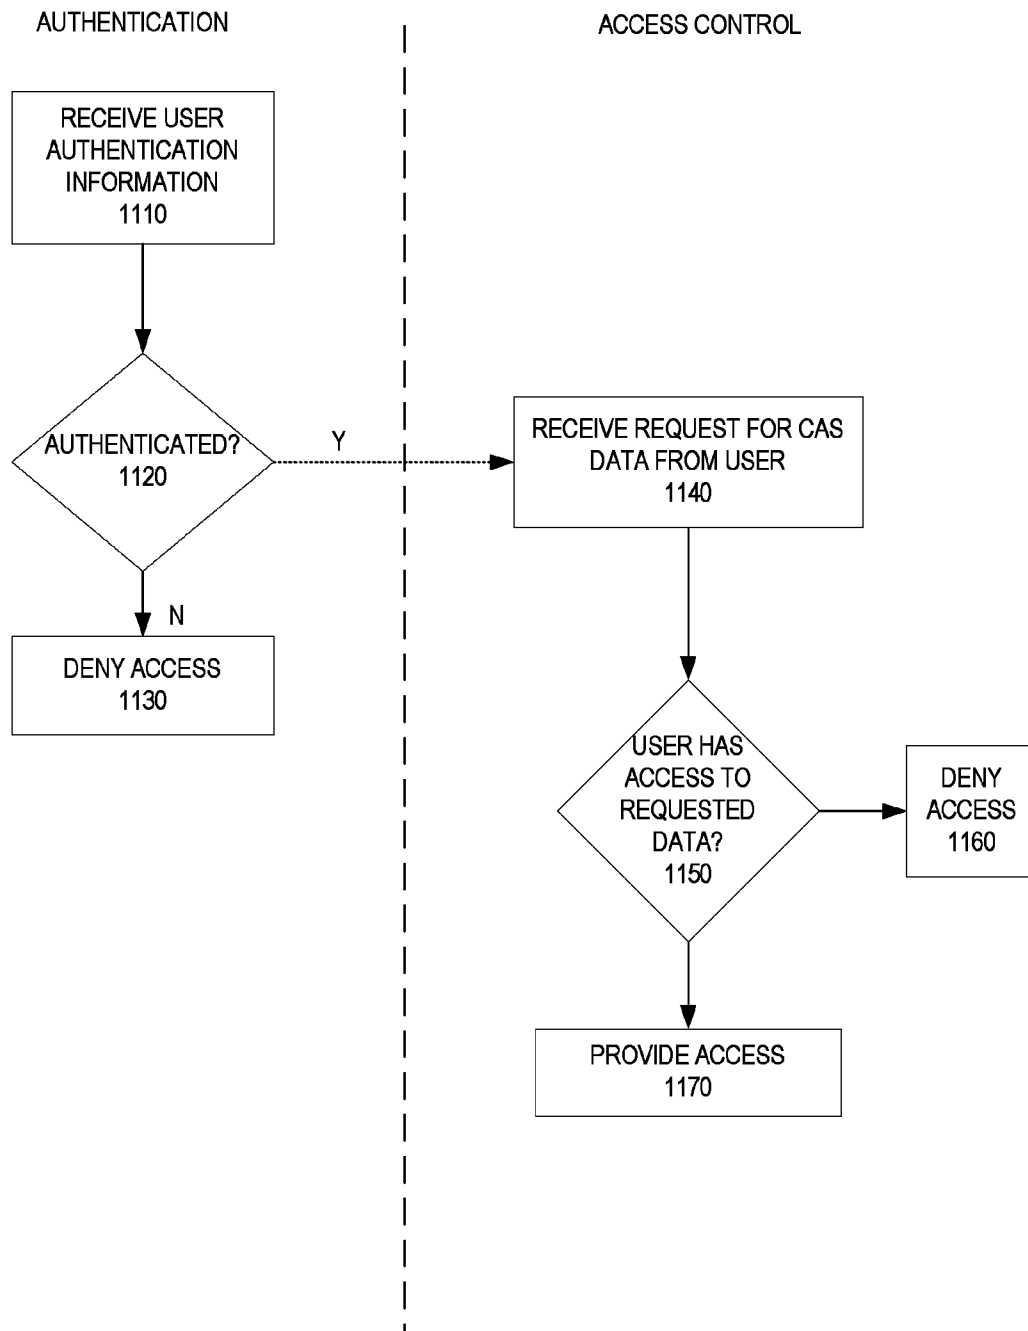 AUTHENTICATION
ACCESS CONTROL
RECEIVE USER
AUTHENTICATION
INFORMATION
1110
AUTHENTICATED?
1120
Y
N
DENY ACCESS
1130
RECEIVE REQUEST FOR CAS
DATA FROM USER
1140
USER HAS
ACCESS TO
REQUESTED
DATA?
1150
DENY
ACCESS
1160
PROVIDE ACCESS
1170